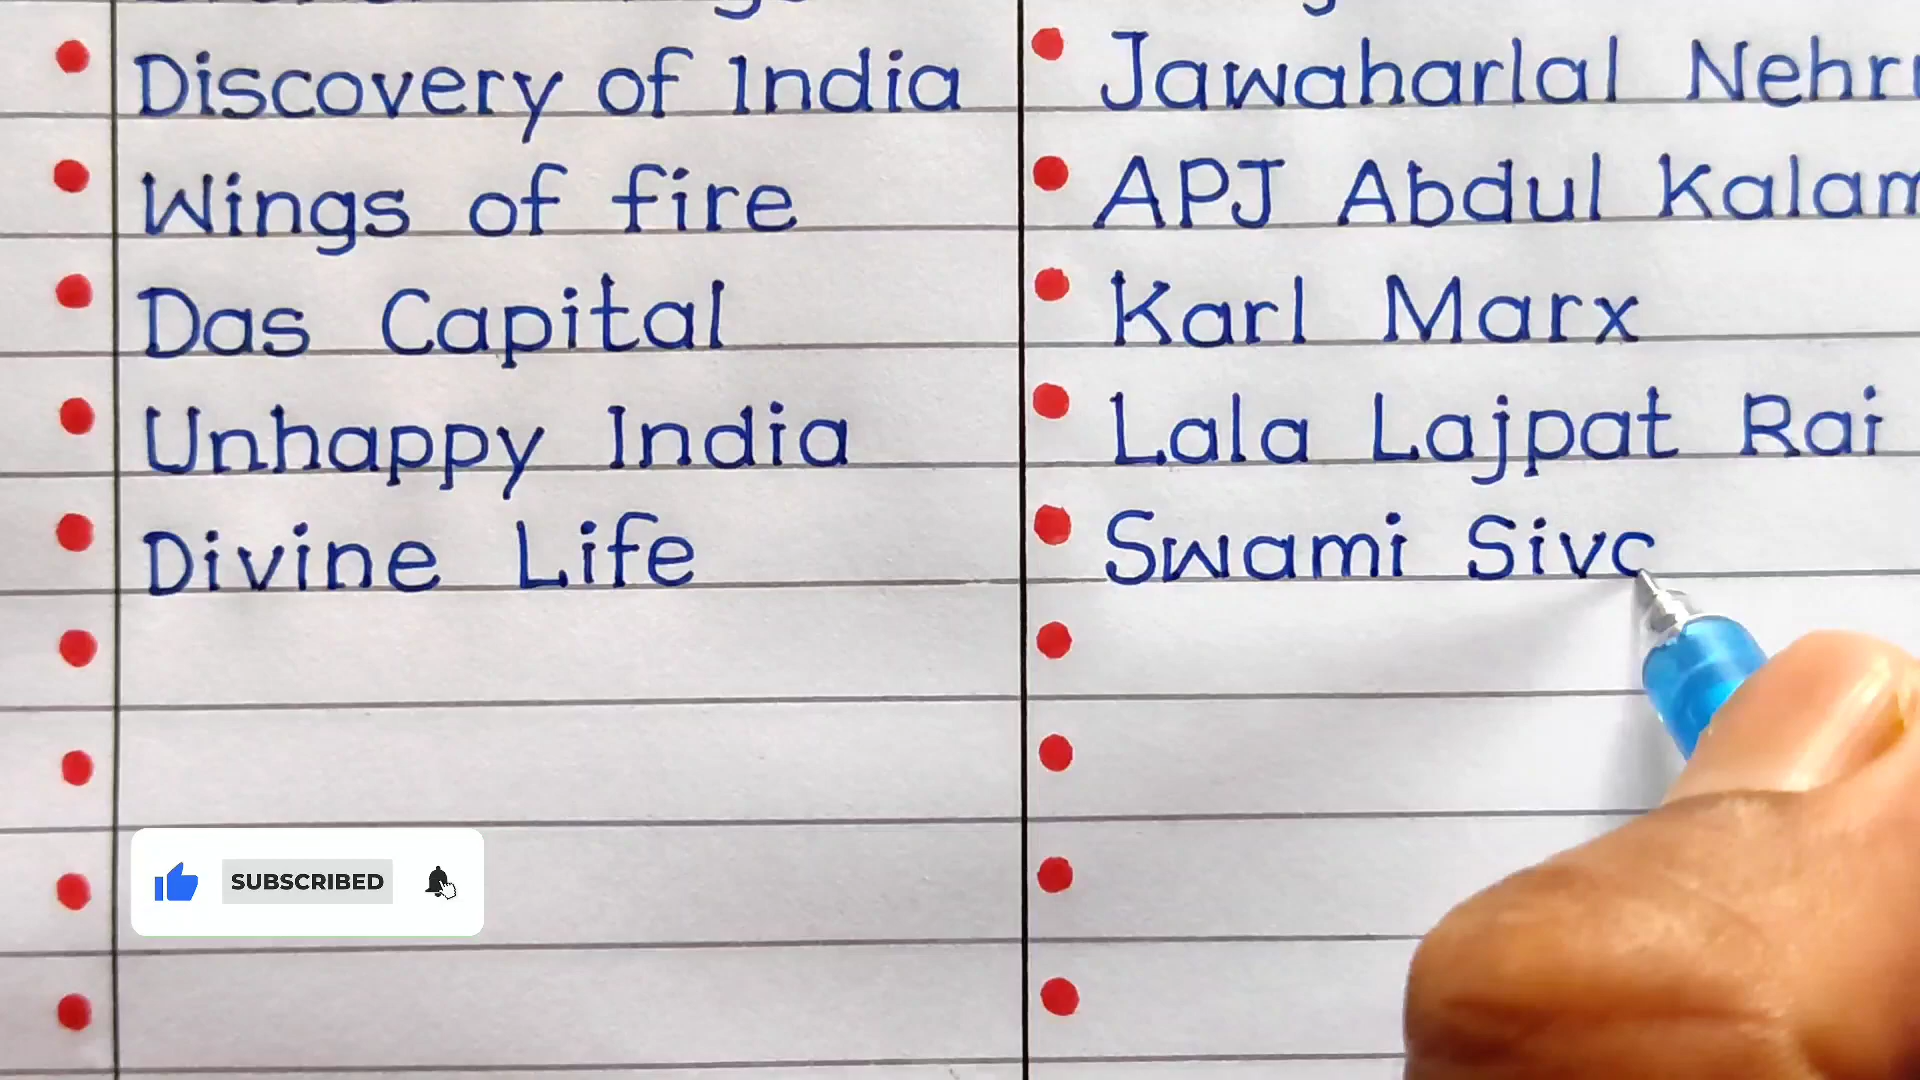 Discovery of India Jawaharlal Nehr
Wings of fire APJ Abdul Kalam
Das Capital Karl Marx
Unhappy India Lala Lajpat Rai
Divine Life Swami Siva
SUBSCRIBED